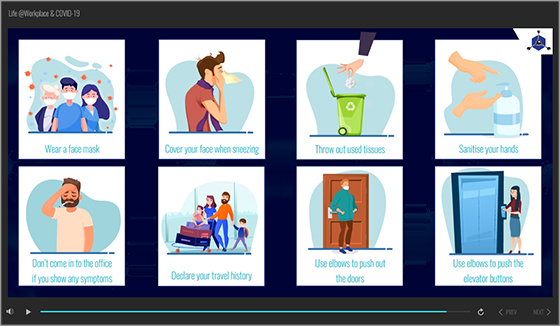 Life @Workplace & COVID-19
Wear a face mask
Cover your face when sneezing
Throw out used tissues
Sanitise your hands
Don't come in to the office
if you show any symptoms
Declare your travel history
Use elbows to push out
the doors
Use elbows to push the
elevator buttons
PREV
NEXT